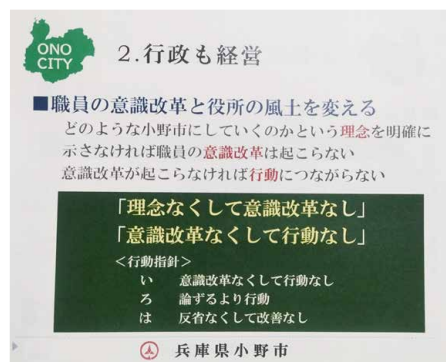 ONO
CITY
2.行政も経営
■職員の意識改革と役所の風土を変える
どのような小野市にしていくのかという理念を明確に
示さなければ職員の意識改革は起こらない
意識改革が起こらなければ行動につながらない
「理念なくして意識改革なし」
「意識改革なくして行動なし」
＜行動指針＞
い　意識改革なくして行動なし
ろ　論ずるより行動
は　反省なくして改善なし
兵庫県小野市